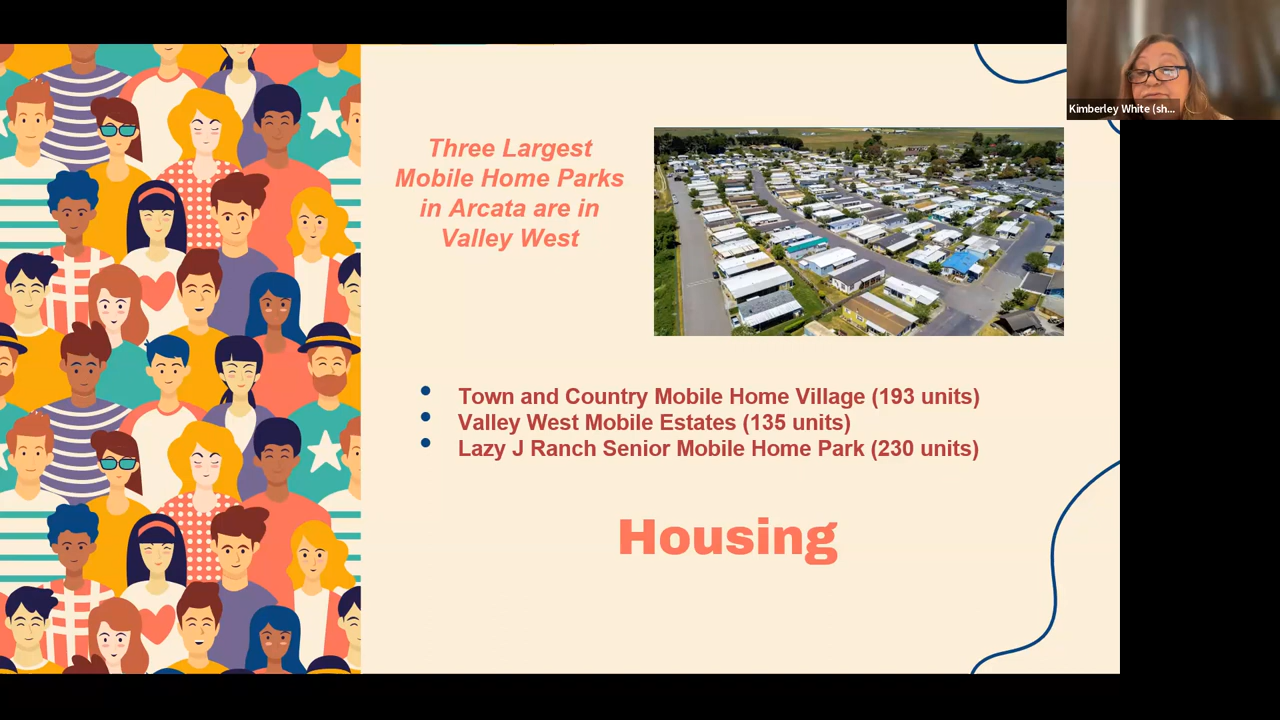 Kimberley White (sh...
Three Largest
Mobile Home Parks
in Arcata are in
Valley West
• Town and Country Mobile Home Village (193 units)
• Valley West Mobile Estates (135 units)
• Lazy J Ranch Senior Mobile Home Park (230 units)
Housing